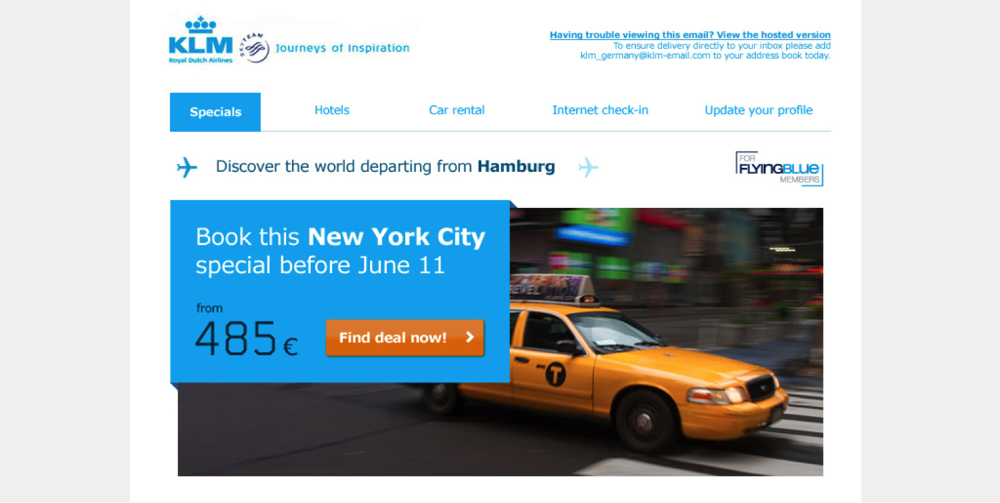 KLM
Royal Dutch Airlines
SKYTEAM
Journeys of Inspiration
Having trouble viewing this email? View the hosted version
To ensure delivery directly to your inbox please add
klm_germany@klm-email.com to your address book today.
Specials
Hotels
Car rental
Internet check-in
Update your profile
Discover the world departing from Hamburg
FOR
FLYINGBLUE
MEMBERS
Book this New York City
special before June 11
from
485 €
Find deal now!
T